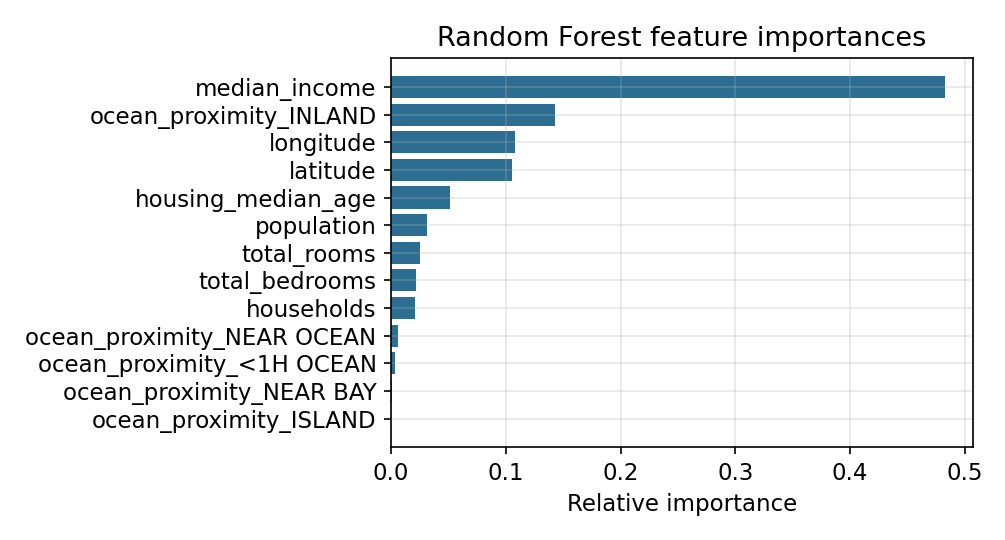 Random Forest feature importances
median_income
ocean_proximity_INLAND
longitude
latitude
housing_median_age
population
total_rooms
total_bedrooms
households
ocean_proximity_NEAR OCEAN
ocean_proximity_<1H OCEAN
ocean_proximity_NEAR BAY
ocean_proximity_ISLAND
0.0 0.1 0.2 0.3 0.4 0.5
Relative importance